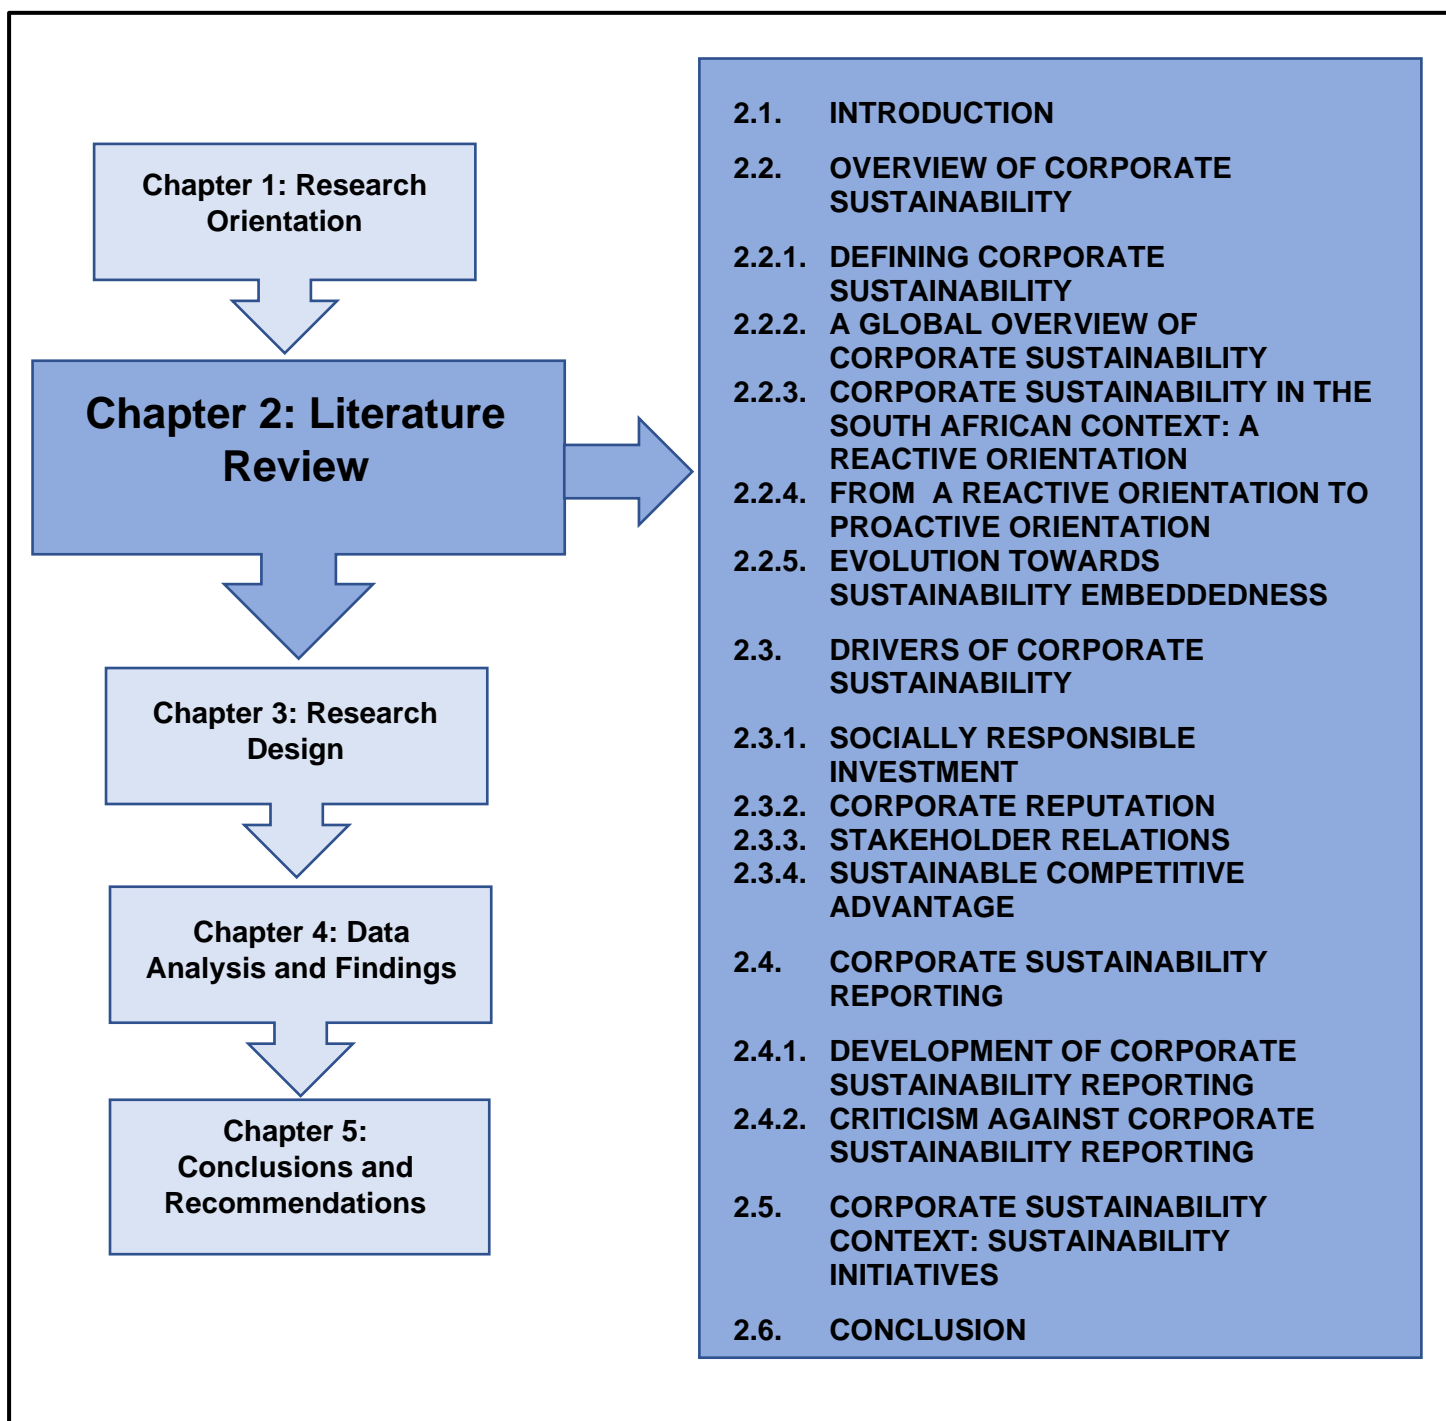 Chapter 1: Research
Orientation
Chapter 2: Literature
Review
Chapter 3: Research
Design
Chapter 4: Data
Analysis and Findings
Chapter 5:
Conclusions and
Recommendations
2.1. INTRODUCTION
2.2. OVERVIEW OF CORPORATE
SUSTAINABILITY
2.2.1. DEFINING CORPORATE
SUSTAINABILITY
2.2.2. A GLOBAL OVERVIEW OF
CORPORATE SUSTAINABILITY
2.2.3. CORPORATE SUSTAINABILITY IN THE
SOUTH AFRICAN CONTEXT: A
REACTIVE ORIENTATION
2.2.4. FROM A REACTIVE ORIENTATION TO
PROACTIVE ORIENTATION
2.2.5. EVOLUTION TOWARDS
SUSTAINABILITY EMBEDDEDNESS
2.3. DRIVERS OF CORPORATE
SUSTAINABILITY
2.3.1. SOCIALLY RESPONSIBLE
INVESTMENT
2.3.2. CORPORATE REPUTATION
2.3.3. STAKEHOLDER RELATIONS
2.3.4. SUSTAINABLE COMPETITIVE
ADVANTAGE
2.4. CORPORATE SUSTAINABILITY
REPORTING
2.4.1. DEVELOPMENT OF CORPORATE
SUSTAINABILITY REPORTING
2.4.2. CRITICISM AGAINST CORPORATE
SUSTAINABILITY REPORTING
2.5. CORPORATE SUSTAINABILITY
CONTEXT: SUSTAINABILITY
INITIATIVES
2.6. CONCLUSION